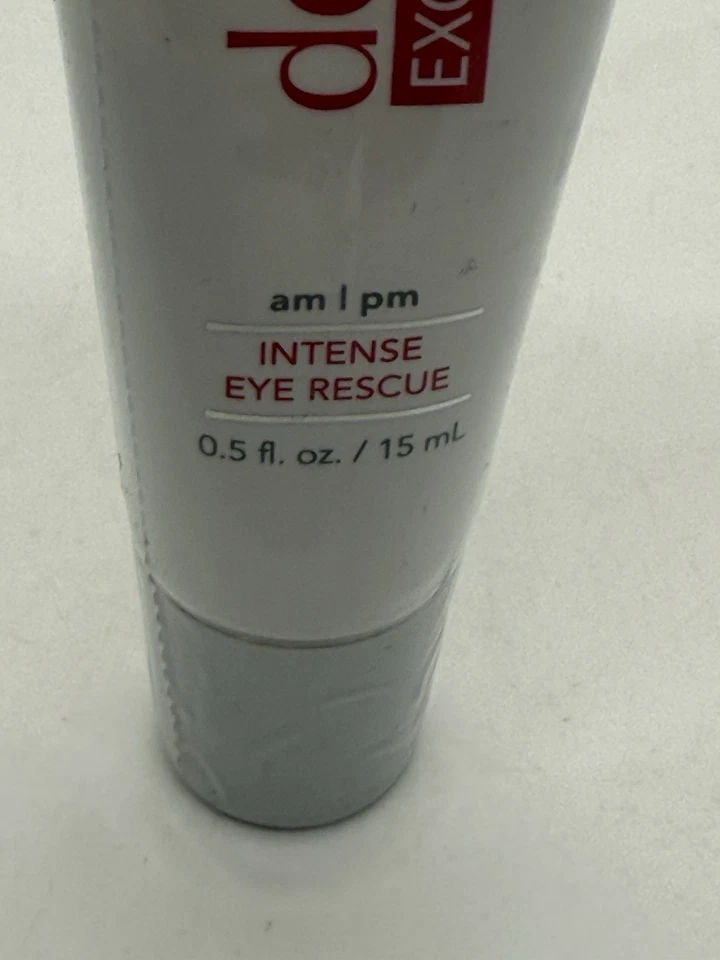 am | pm
INTENSE
EYE RESCUE
0.5 fl. oz. / 15 mL